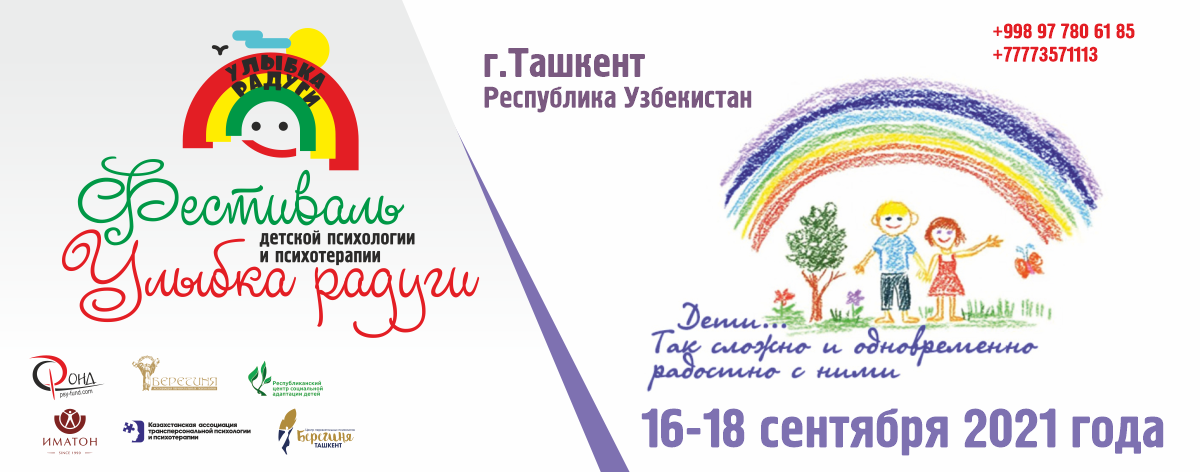 УЛЫБКА
РАДУГИ
Фестиваль
детской психологии
и психотерапии
Улыбка радуги
Фонд
psy-fund.com
БЕРЕГИНЯ
Республиканский
центр социальной
адаптации детей
ИМАТОН
SINCE 1990
Казахстанская ассоциация
трансперсональной психологии
и психотерапии
Берегиня
ТАШКЕНТ
г.Ташкент
Республика Узбекистан
+998 97 780 61 85
+77773571113
Дети...
Так сложно и одновременно
радостно с ними
16-18 сентября 2021 года